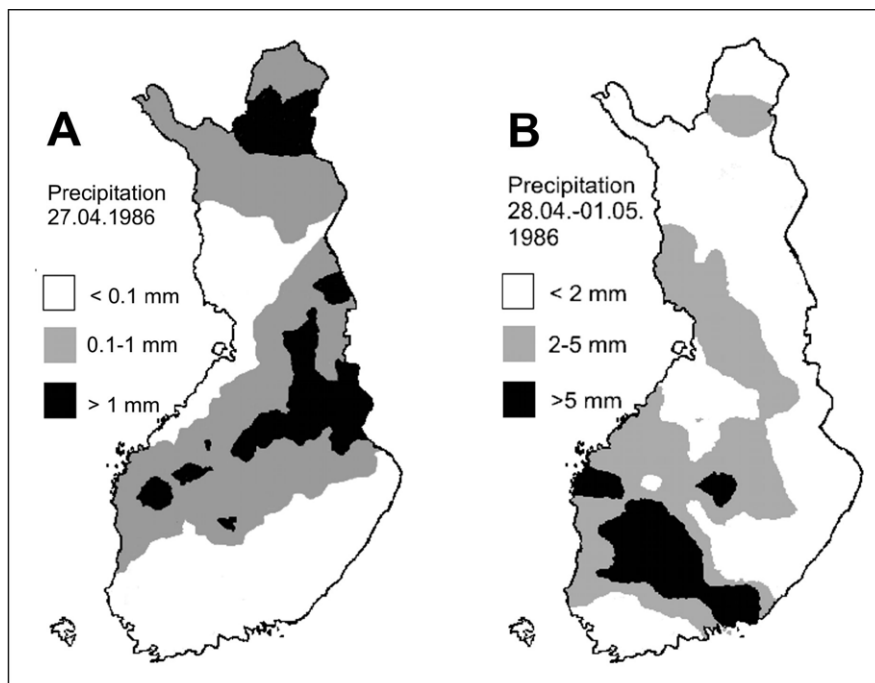 A
Precipitation
27.04.1986
< 0.1 mm
0.1-1 mm
> 1 mm
B
Precipitation
28.04.-01.05.
1986
< 2 mm
2-5 mm
>5 mm